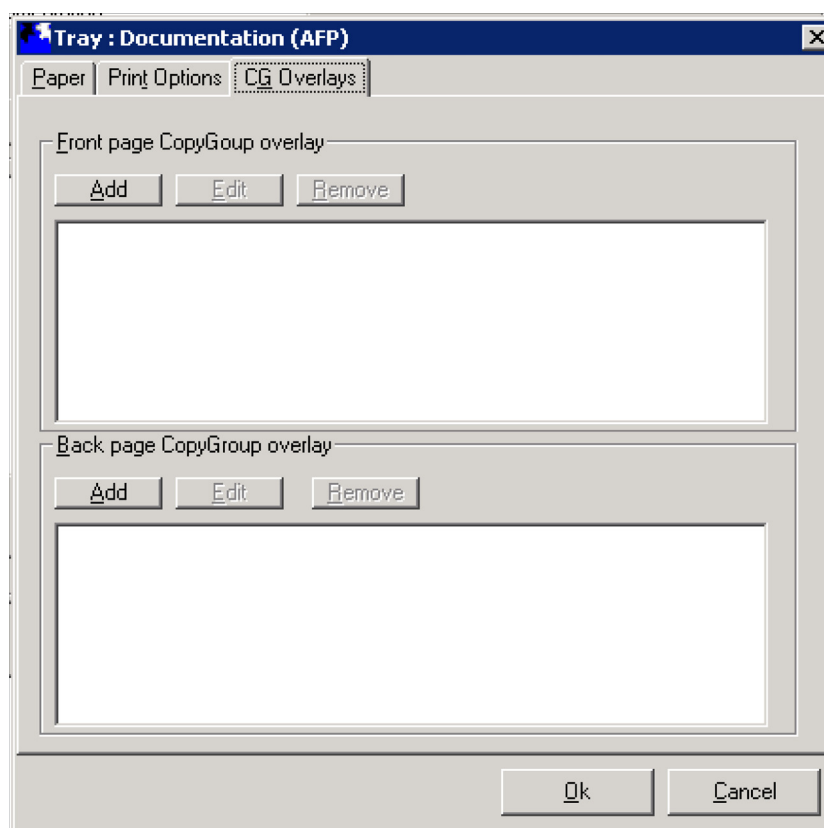 Tray : Documentation (AFP)
Paper Print Options CG Overlays
Front page CopyGoup overlay
Add Edit Remove
Back page CopyGroup overlay
Add Edit Remove
Ok Cancel